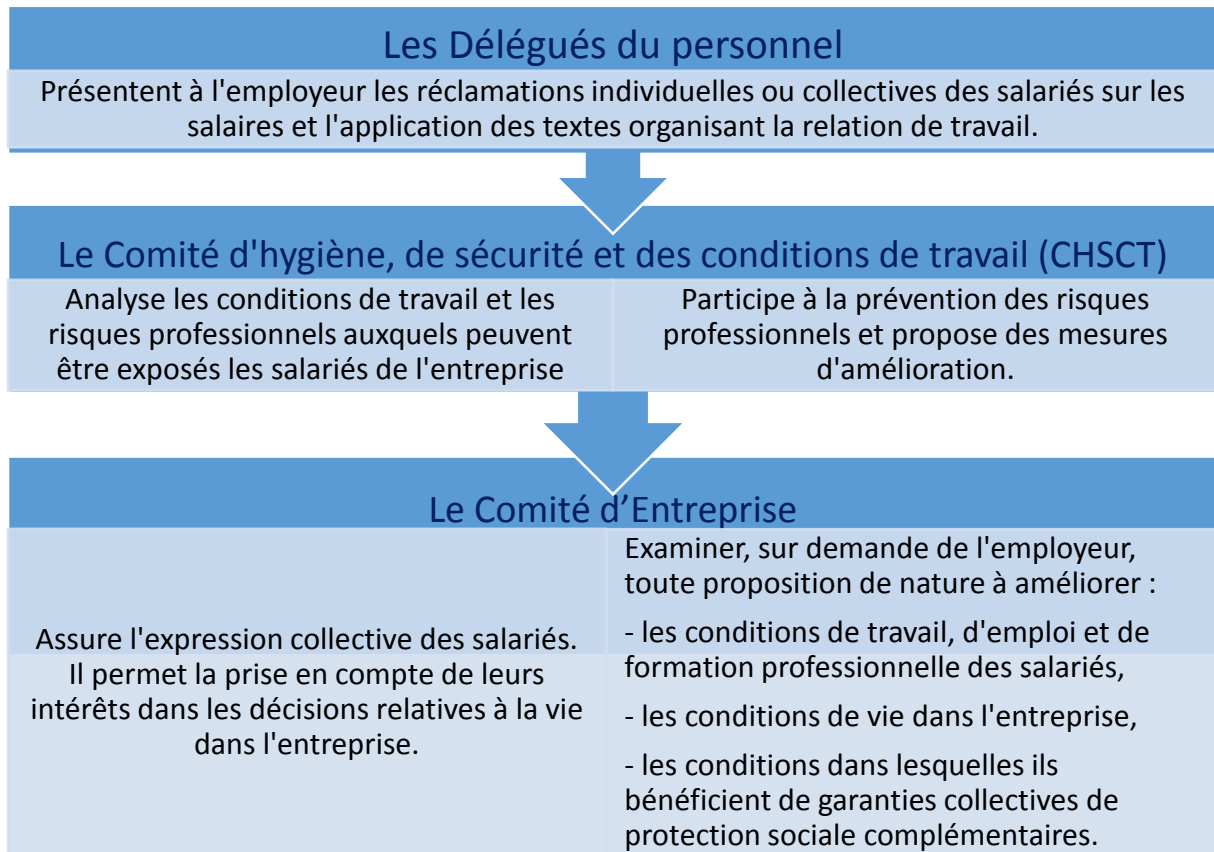 Les Délégués du personnel
Présentent à l'employeur les réclamations individuelles ou collectives des salariés sur les
salaires et l'application des textes organisant la relation de travail.
Le Comité d'hygiène, de sécurité et des conditions de travail (CHSCT)
Analyse les conditions de travail et les
risques professionnels auxquels peuvent
être exposés les salariés de l'entreprise
Participe à la prévention des risques
professionnels et propose des mesures
d'amélioration.
Le Comité d’Entreprise
Assure l'expression collective des salariés.
Il permet la prise en compte de leurs
intérêts dans les décisions relatives à la vie
dans l'entreprise.
Examiner, sur demande de l'employeur,
toute proposition de nature à améliorer :
- les conditions de travail, d'emploi et de
formation professionnelle des salariés,
- les conditions de vie dans l'entreprise,
- les conditions dans lesquelles ils
bénéficient de garanties collectives de
protection sociale complémentaires.